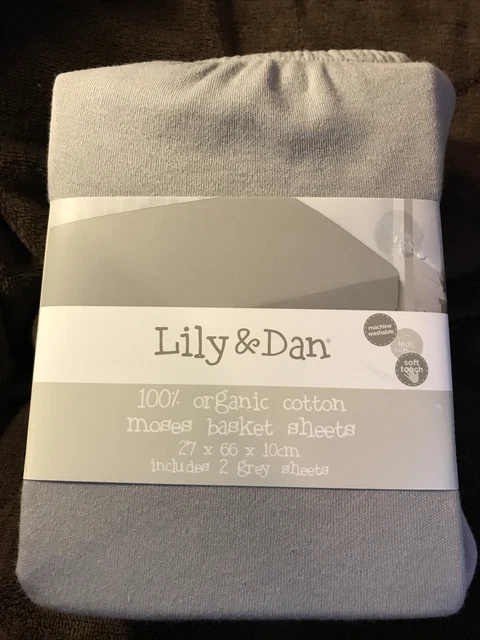 Lily & Dan
machine
washable
soft
touch
100% organic cotton
moses basket sheets
27 x 66 x 10cm
includes 2 grey sheets